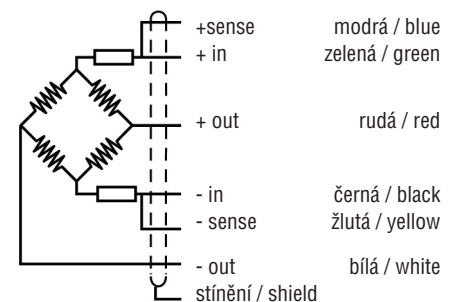 +sense modrá / blue
+ in zelená / green
+ out rudá / red
- in černá / black
- sense žlutá / yellow
- out bílá / white
stínění / shield